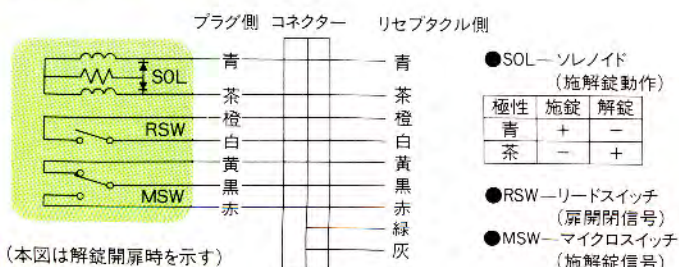 プラグ側 コネクター リセプタクル側
青 青
SOL
茶 茶
橙 橙
RSW
白 白
黄 黄
黒 黒
MSW
赤 赤
緑
灰
(本図は解錠開扉時を示す)
●SOL―ソレノイド
(施解錠動作)
極性 施錠 解錠
青 + −
茶 − +
●RSW―リードスイッチ
(扉開閉信号)
●MSW―マイクロスイッチ
(施解錠信号)